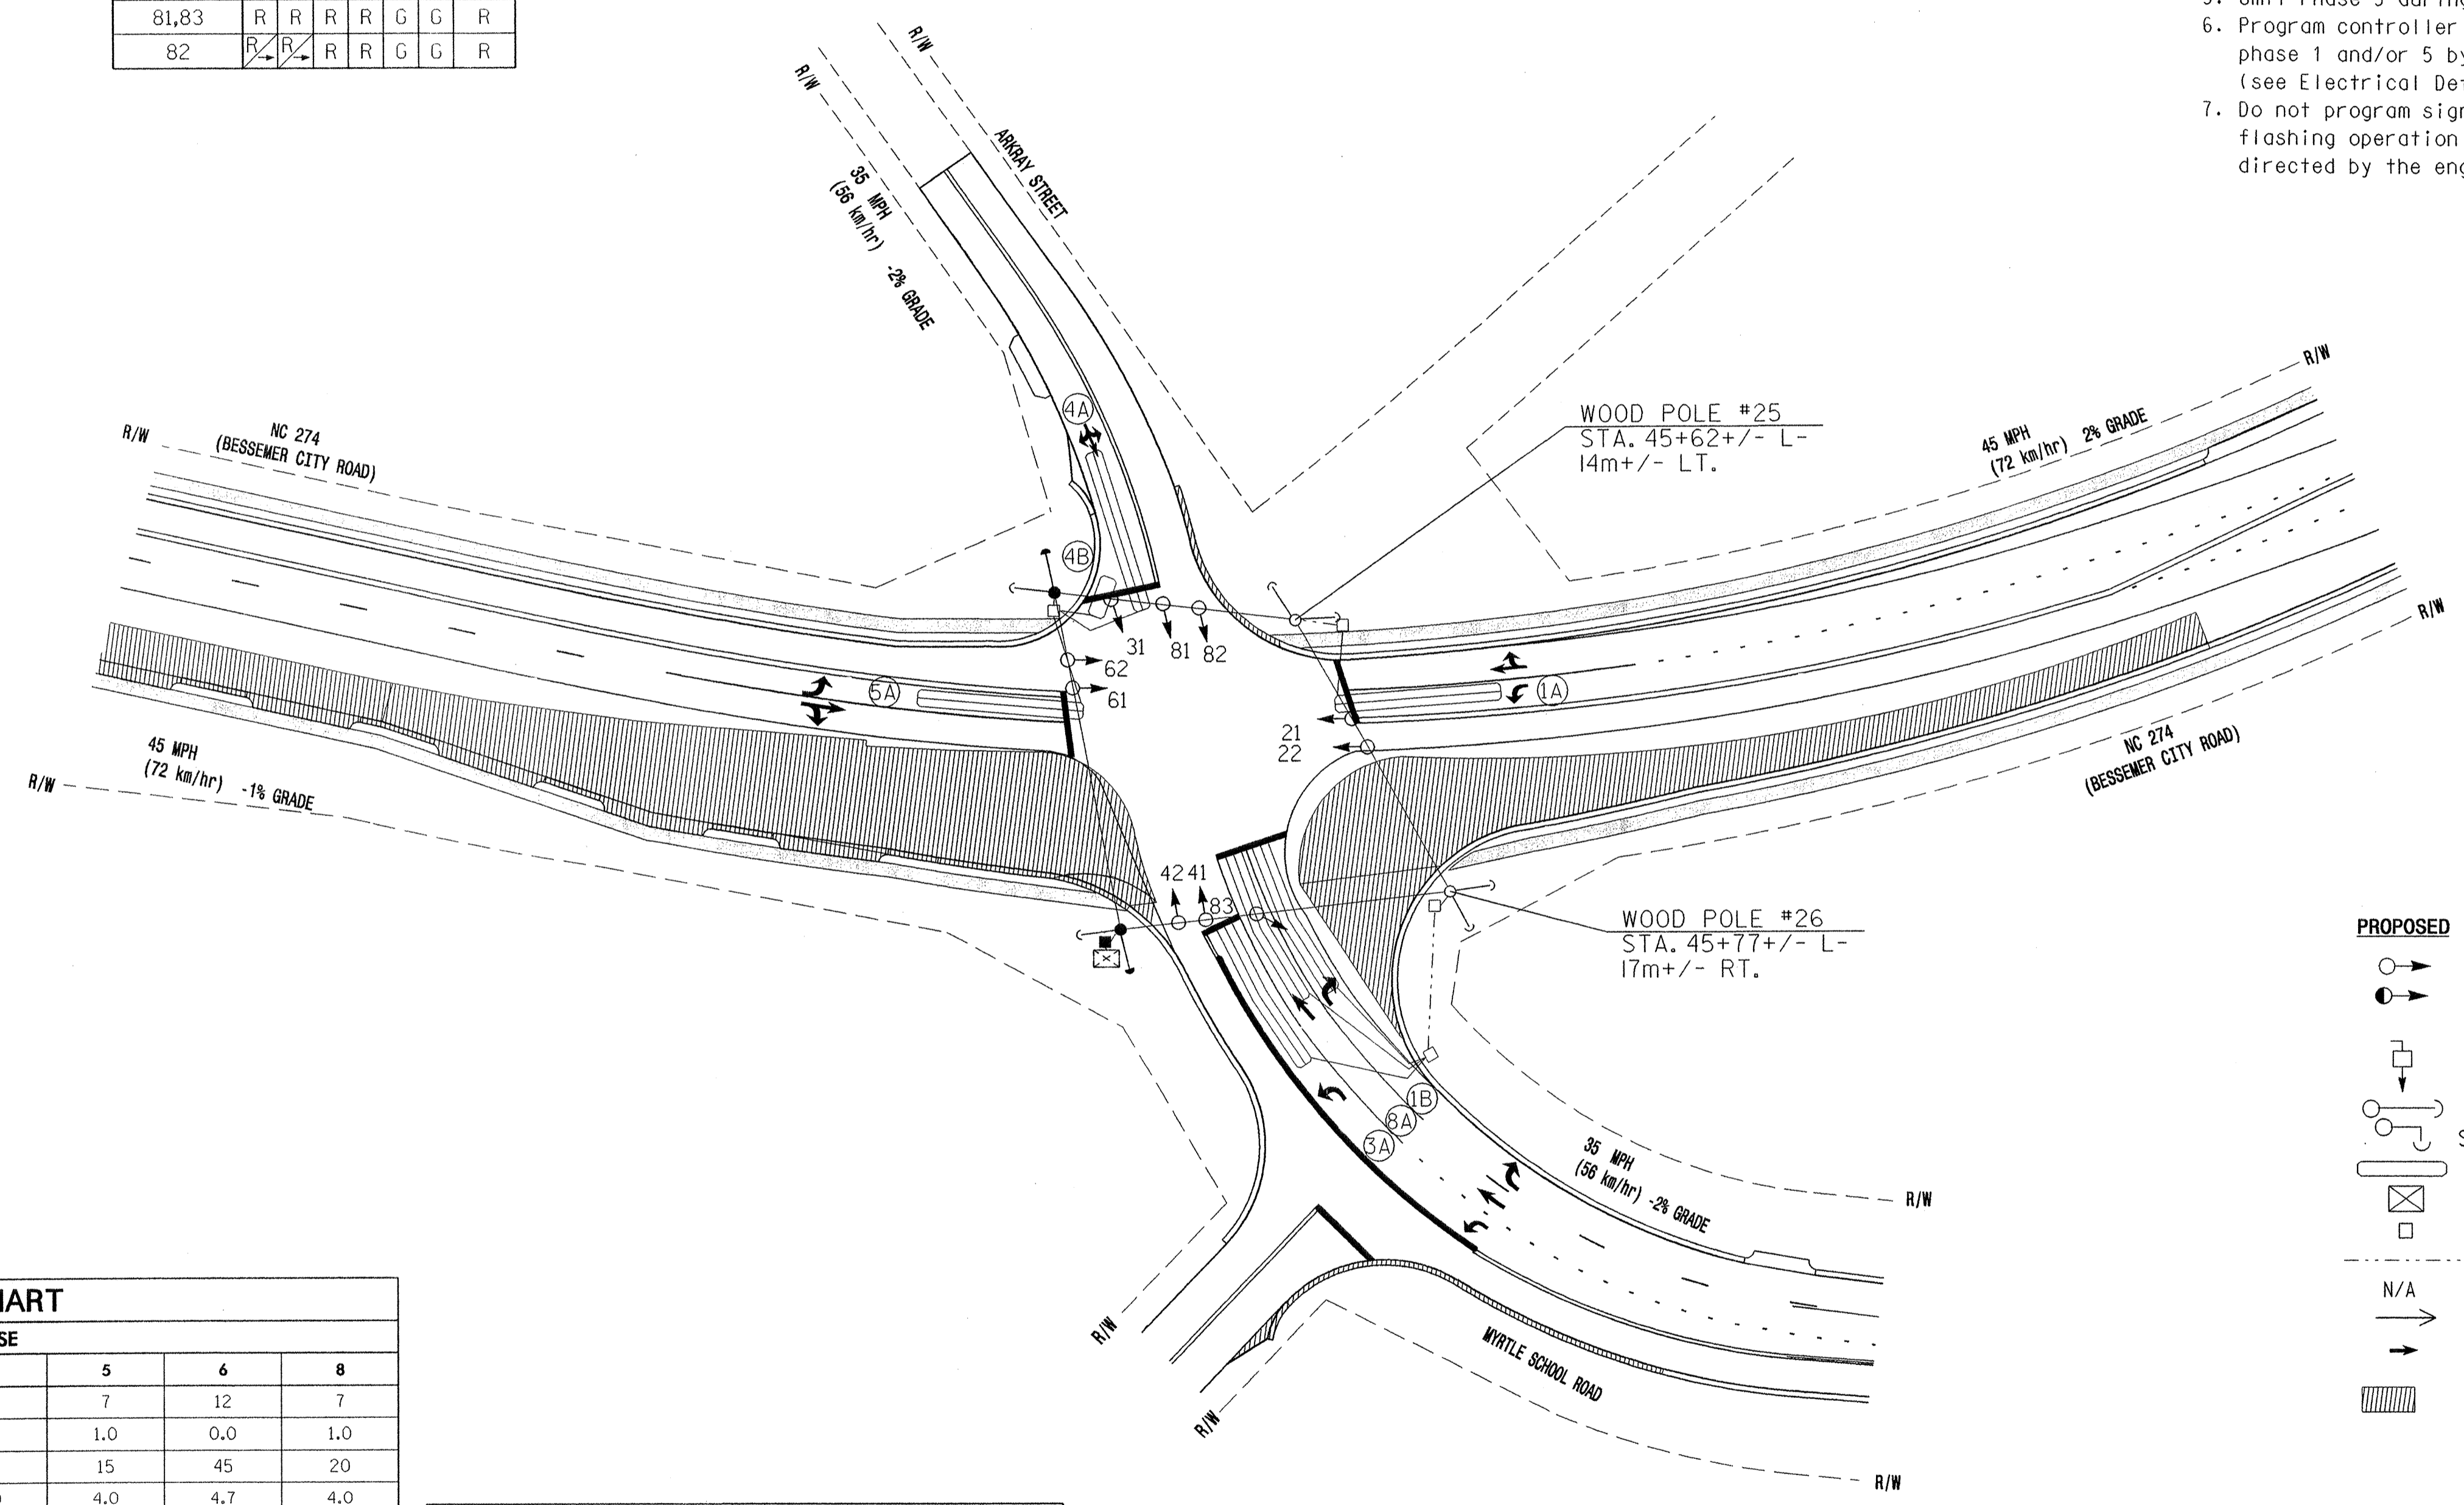 81,83 R R R R G G R
82 R R R R G G R
6. Program controller
phase 1 and/or 5 by
(see Electrical
7. Do not program
flashing operation
directed by the
R/W
R/W
ARKRAY STREET
35 MPH
(56 km/hr) -2% GRADE
R/W
NC 274
(BESSEMER CITY ROAD)
4A
4B
WOOD POLE #25
STA. 45+62+/- L-
14m+/- LT.
45 MPH
(72 km/hr) 2% GRADE
R/W
R/W
31
81
82
62
61
5A
1A
21
22
NC 274
(BESSEMER CITY ROAD)
45 MPH
(72 km/hr) -1% GRADE
R/W
42 41
83
WOOD POLE #26
STA. 45+77+/- L-
17m+/- RT.
PROPOSED
1B
8A
3A
35 MPH
(56 km/hr) -2% GRADE
R/W
R/W
R/W
MYRTLE SCHOOL ROAD
R/W
N/A
5 6 8
7 12 7
1.0 0.0 1.0
15 45 20
4.0 4.7 4.0